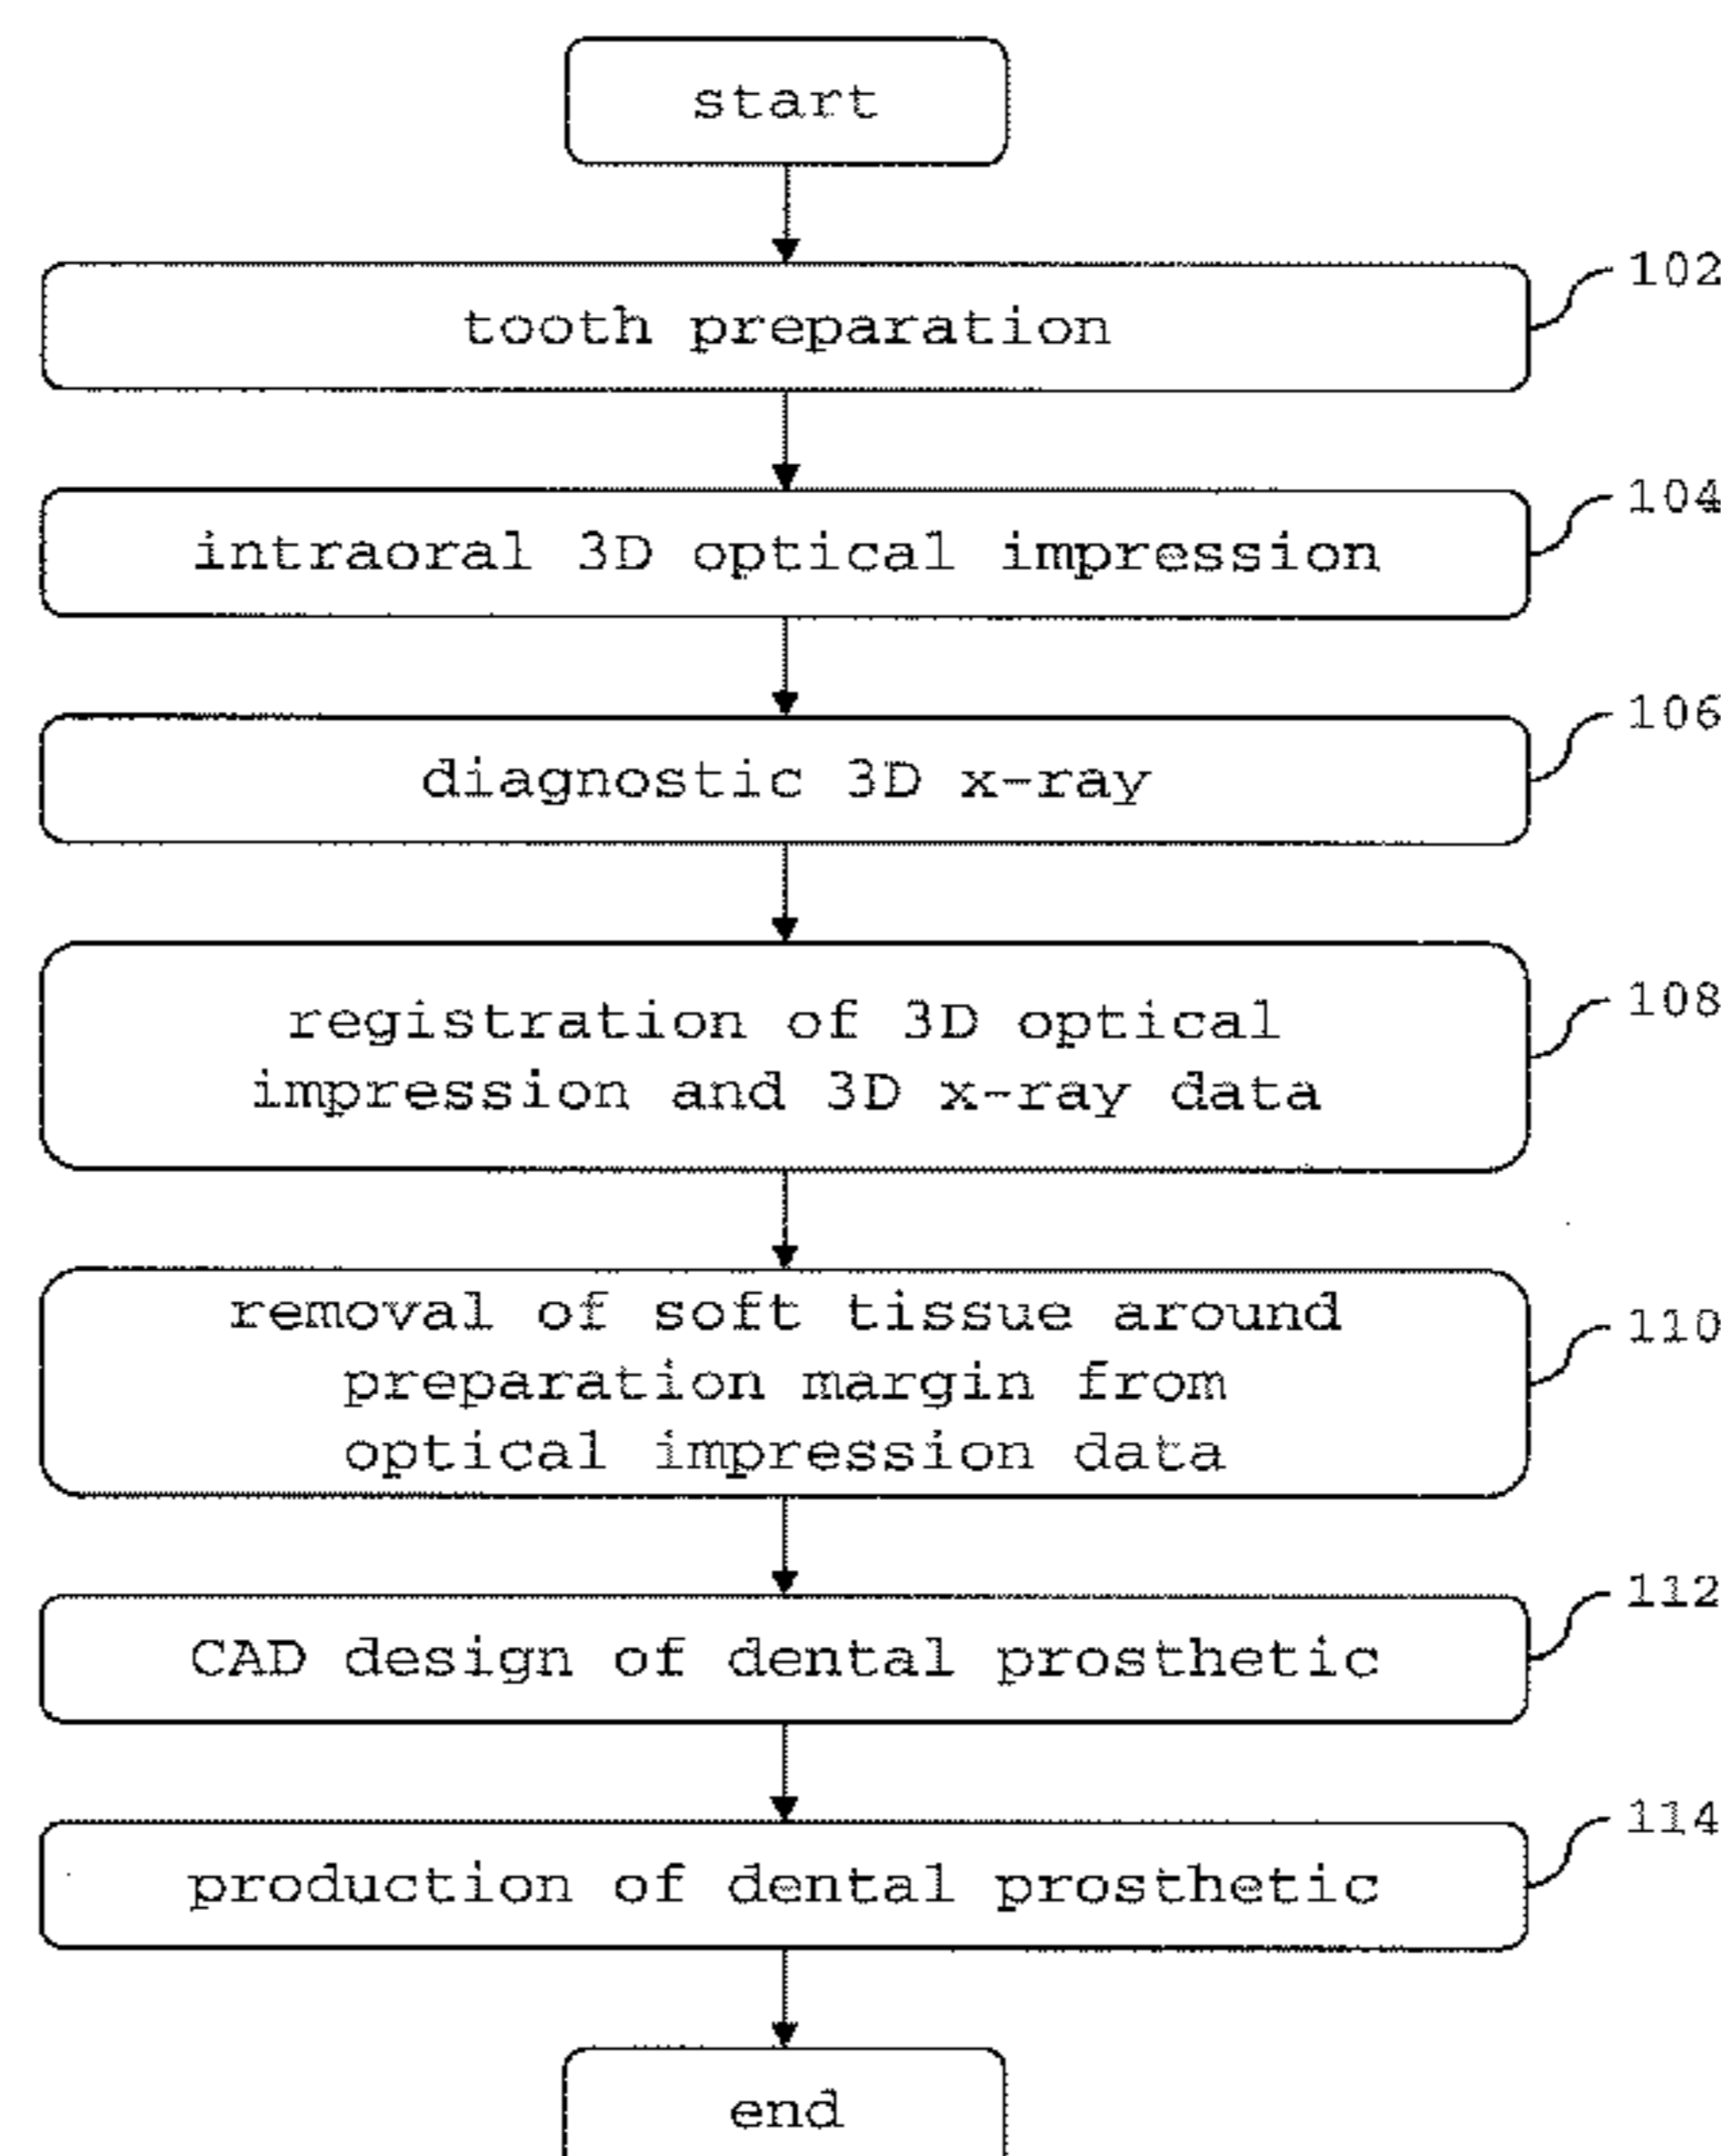 start
102
tooth preparation
104
intraoral 3D optical impression
106
diagnostic 3D x-ray
108
registration of 3D optical
impression and 3D x-ray data
110
removal of soft tissue around
preparation margin from
optical impression data
112
CAD design of dental prosthetic
114
production of dental prosthetic
end